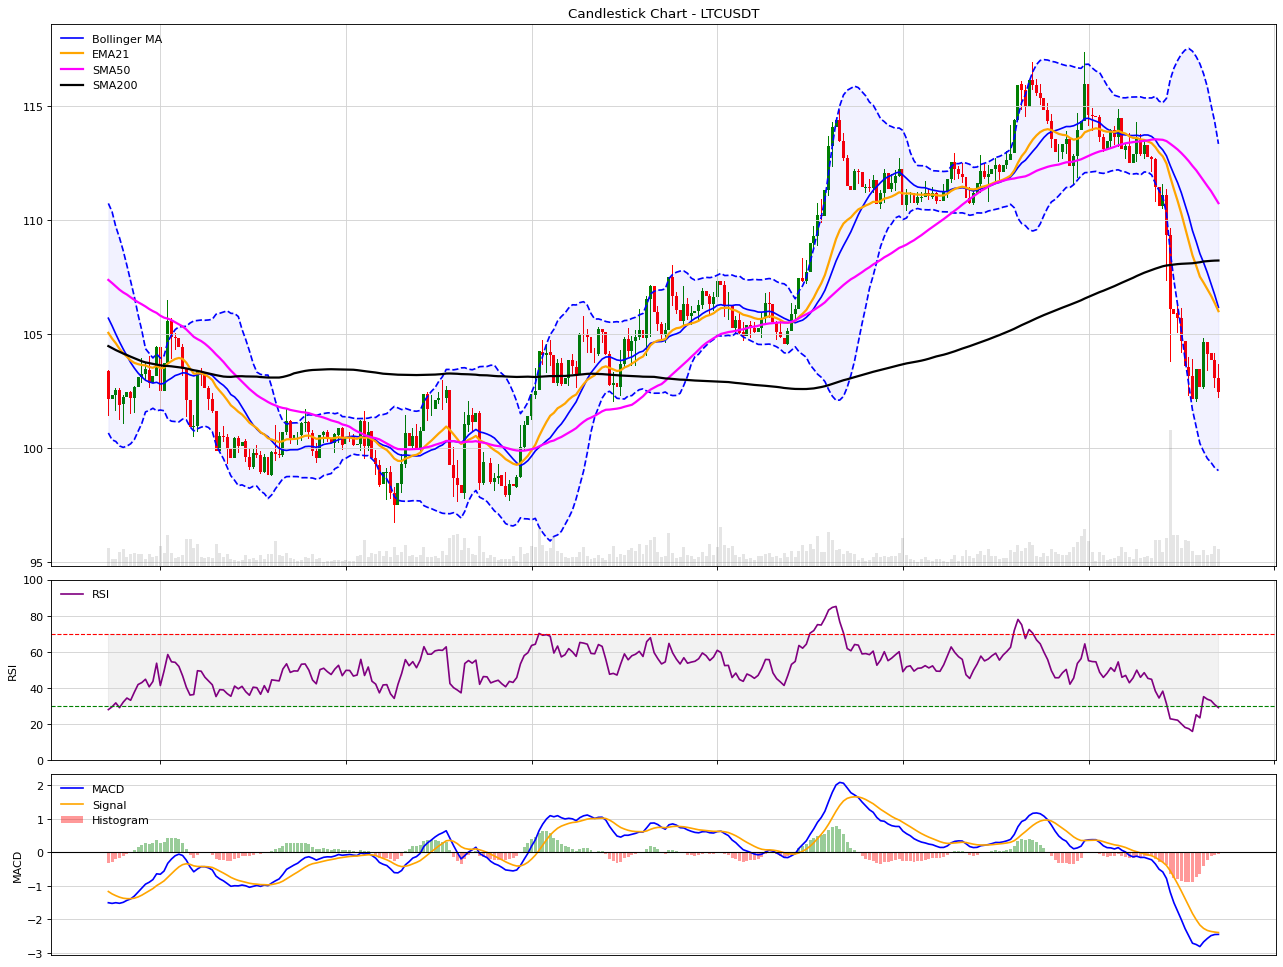 Candlestick Chart - LTCUSDT
Bollinger MA
EMA21
SMA50
SMA200
115
110
105
100
95
100
RSI
80
60
40
20
0
RSI
MACD
Signal
Histogram
2
1
0
−1
−2
−3
MACD